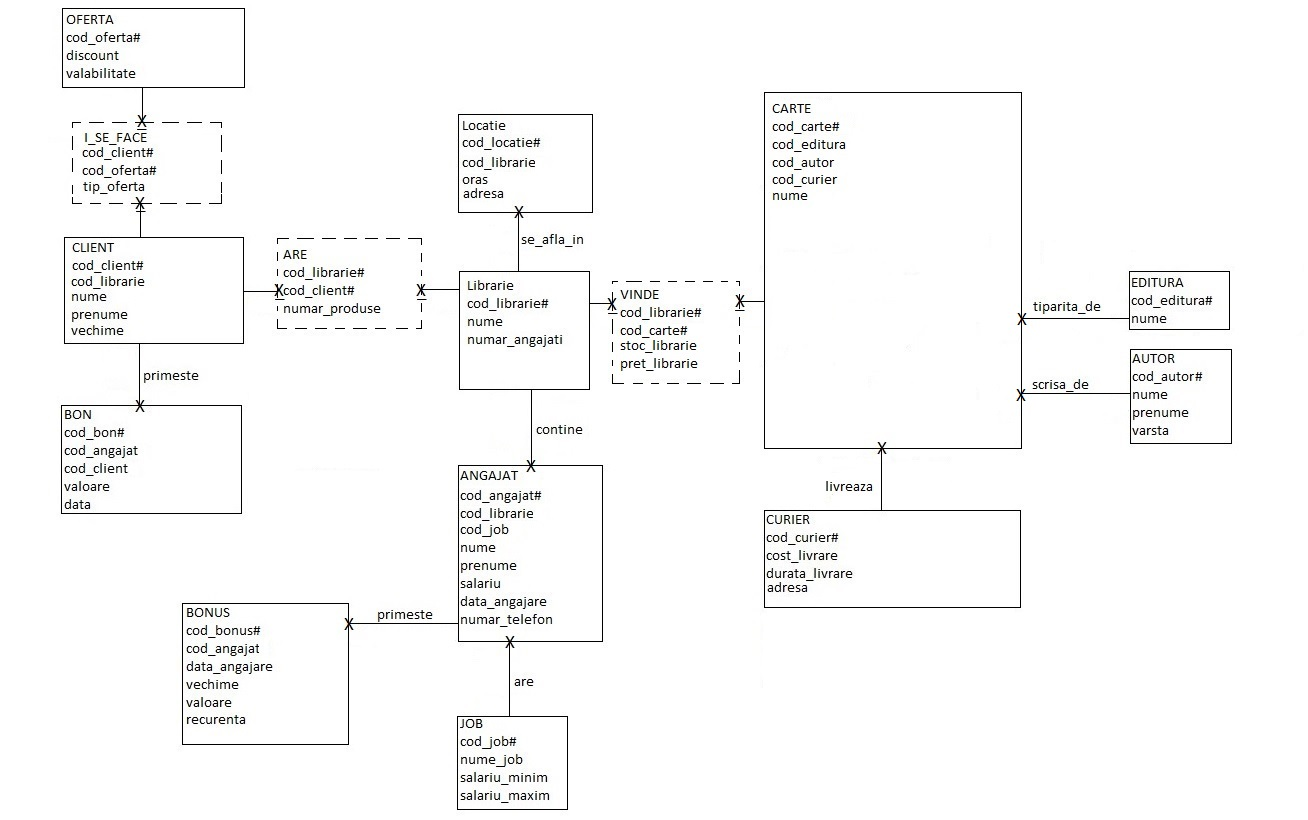 OFERTA
cod_oferta#
discount
valabilitate
I_SE_FACE
cod_client#
cod_oferta#
tip_oferta
CLIENT
cod_client#
cod_librarie
nume
prenume
vechime
primeste
BON
cod_bon#
cod_angajat
cod_client
valoare
data
ARE
cod_librarie#
cod_client#
numar_produse
Locatie
cod_locatie#
cod_librarie
oras
adresa
se_afla_in
Librarie
cod_librarie#
nume
numar_angajati
VINDE
cod_librarie#
cod_carte#
stoc_librarie
pret_librarie
contine
ANGAJAT
cod_angajat#
cod_librarie
cod_job
nume
prenume
salariu
data_angajare
numar_telefon
primeste
BONUS
cod_bonus#
cod_angajat
data_angajare
vechime
valoare
recurenta
are
JOB
cod_job#
nume_job
salariu_minim
salariu_maxim
CARTE
cod_carte#
cod_editura
cod_autor
cod_curier
nume
tiparita_de
EDITURA
cod_editura#
nume
scrisa_de
AUTOR
cod_autor#
nume
prenume
varsta
livreaza
CURIER
cod_curier#
cost_livrare
durata_livrare
adresa